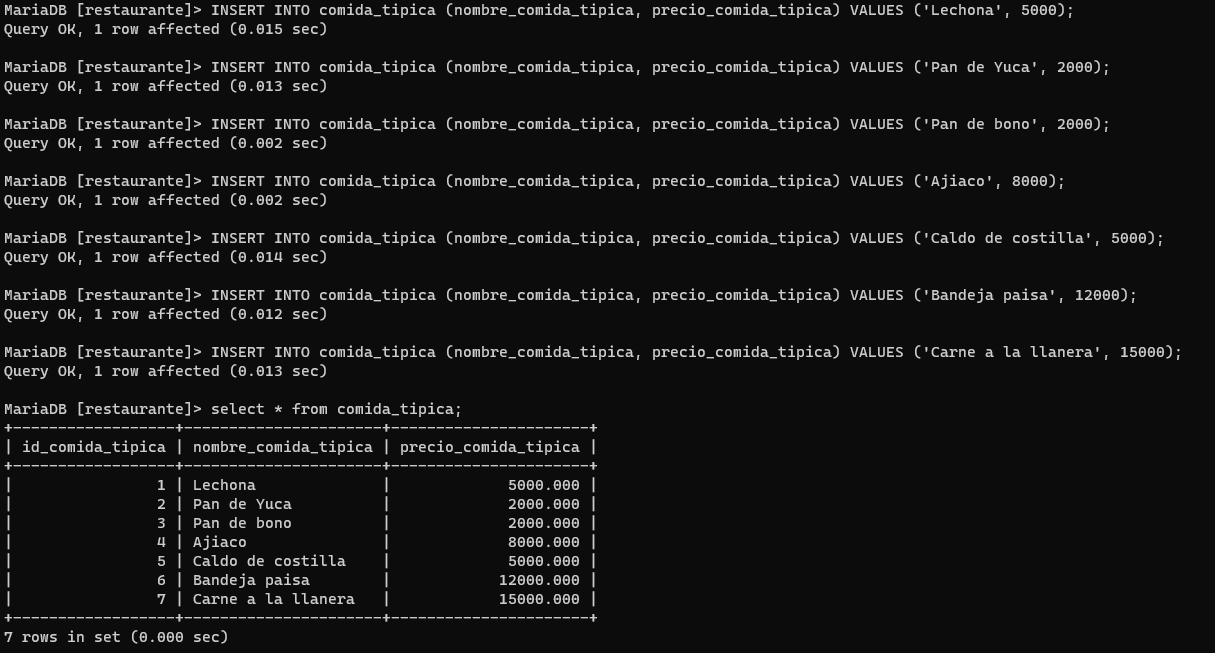 MariaDB [restaurante]> INSERT INTO comida_tipica (nombre_comida_tipica, precio_comida_tipica) VALUES ('Lechona', 5000);
Query OK, 1 row affected (0.015 sec)

MariaDB [restaurante]> INSERT INTO comida_tipica (nombre_comida_tipica, precio_comida_tipica) VALUES ('Pan de Yuca', 2000);
Query OK, 1 row affected (0.013 sec)

MariaDB [restaurante]> INSERT INTO comida_tipica (nombre_comida_tipica, precio_comida_tipica) VALUES ('Pan de bono', 2000);
Query OK, 1 row affected (0.002 sec)

MariaDB [restaurante]> INSERT INTO comida_tipica (nombre_comida_tipica, precio_comida_tipica) VALUES ('Ajiaco', 8000);
Query OK, 1 row affected (0.002 sec)

MariaDB [restaurante]> INSERT INTO comida_tipica (nombre_comida_tipica, precio_comida_tipica) VALUES ('Caldo de costilla', 5000);
Query OK, 1 row affected (0.014 sec)

MariaDB [restaurante]> INSERT INTO comida_tipica (nombre_comida_tipica, precio_comida_tipica) VALUES ('Bandeja paisa', 12000);
Query OK, 1 row affected (0.012 sec)

MariaDB [restaurante]> INSERT INTO comida_tipica (nombre_comida_tipica, precio_comida_tipica) VALUES ('Carne a la llanera', 15000);
Query OK, 1 row affected (0.013 sec)

MariaDB [restaurante]> select * from comida_tipica;
+------------------+----------------------+----------------------+
| id_comida_tipica | nombre_comida_tipica | precio_comida_tipica |
+------------------+----------------------+----------------------+
|                1 | Lechona              |             5000.000 |
|                2 | Pan de Yuca          |             2000.000 |
|                3 | Pan de bono          |             2000.000 |
|                4 | Ajiaco               |             8000.000 |
|                5 | Caldo de costilla    |             5000.000 |
|                6 | Bandeja paisa        |            12000.000 |
|                7 | Carne a la llanera   |            15000.000 |
+------------------+----------------------+----------------------+
7 rows in set (0.000 sec)